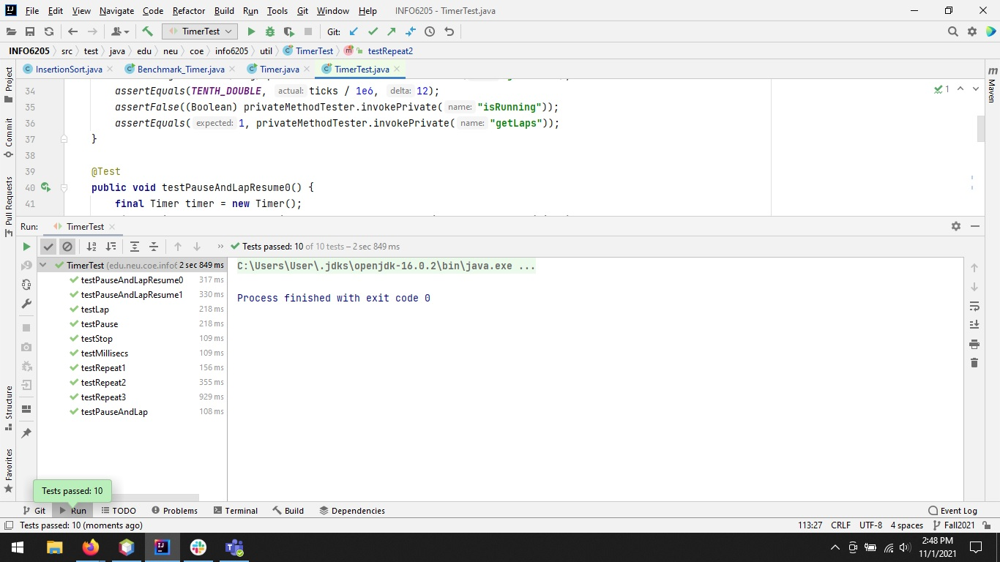 File Edit View Navigate Code Refactor Build Run Tools Git Window Help INFO6205 - TimerTest.java
TimerTest Git:
INFO6205 src test java edu neu coe info6205 util TimerTest testRepeat2
InsertionSort.java Benchmark_Timer.java Timer.java TimerTest.java
34 assertEquals(TENTH_DOUBLE, actual: ticks / 1e6, delta: 12); 1
35 assertFalse((Boolean) privateMethodTester.invokePrivate( name: "isRunning"));
36 assertEquals( expected: 1, privateMethodTester.invokePrivate( name: "getLaps"));
37 }
38
39 @Test
40 public void testPauseAndLapResume0() {
41 final Timer timer = new Timer();
Project
Commit
Pull Requests
Structure
Favorites
m Maven
Run: TimerTest
Tests passed: 10 of 10 tests – 2 sec 849 ms
TimerTest (edu.neu.coe.info6 2 sec 849 ms
testPauseAndLapResume0 317 ms
testPauseAndLapResume1 330 ms
testLap 218 ms
testPause 218 ms
testStop 109 ms
testMillisecs 109 ms
testRepeat1 156 ms
testRepeat2 355 ms
testRepeat3 929 ms
testPauseAndLap 108 ms
C:\Users\User\.jdks\openjdk-16.0.2\bin\java.exe ...
Process finished with exit code 0
Tests passed: 10
Git Run TODO Problems Terminal Build Dependencies Event Log
Tests passed: 10 (moments ago) 113:27 CRLF UTF-8 4 spaces Fall2021
2:48 PM
11/1/2021